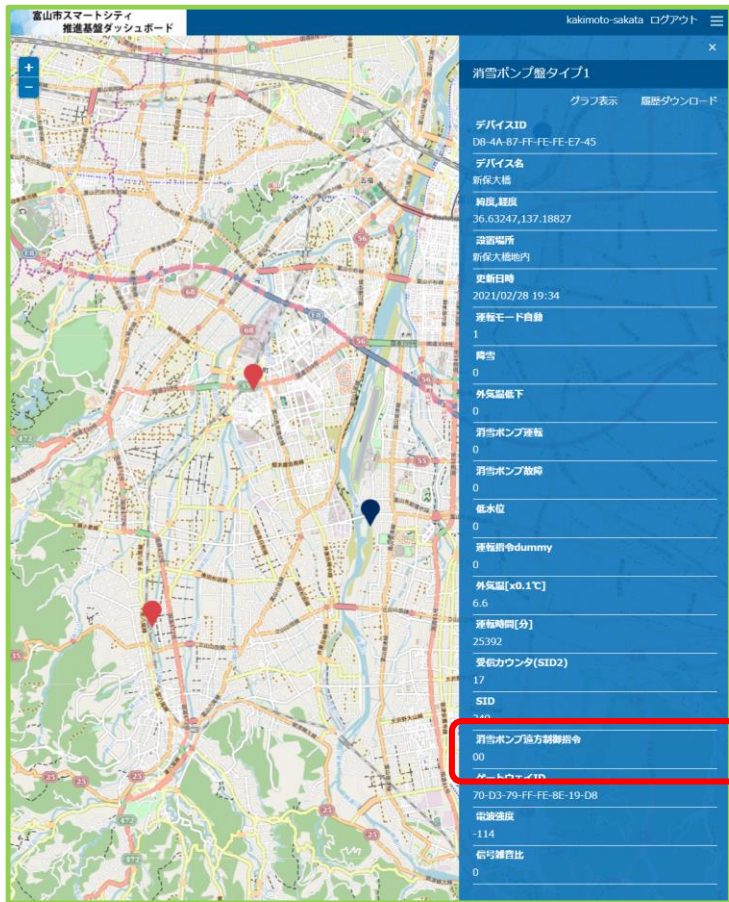 富山市スマートシティ
推進基盤ダッシュボード
kakimoto-sakata ログアウト
×
+
−
消雪ポンプ盤タイプ1
グラフ表示 履歴ダウンロード
デバイスID
D8-4A-87-FF-FE-FE-E7-45
デバイス名
新保大橋
緯度,経度
36.63247,137.18827
設置場所
新保大橋地内
更新日時
2021/02/28 19:34
運転モード自動
1
降雪
0
外気温低下
0
消雪ポンプ運転
0
消雪ポンプ故障
0
低水位
0
運転指令dummy
0
外気温[x0.1℃]
6.6
運転時間[分]
25392
受信カウンタ(SID2)
17
SID
240
消雪ポンプ遠方制御指令
00
ゲートウェイID
70-D3-79-FF-FE-8E-19-D8
電波強度
-114
信号雑音比
0